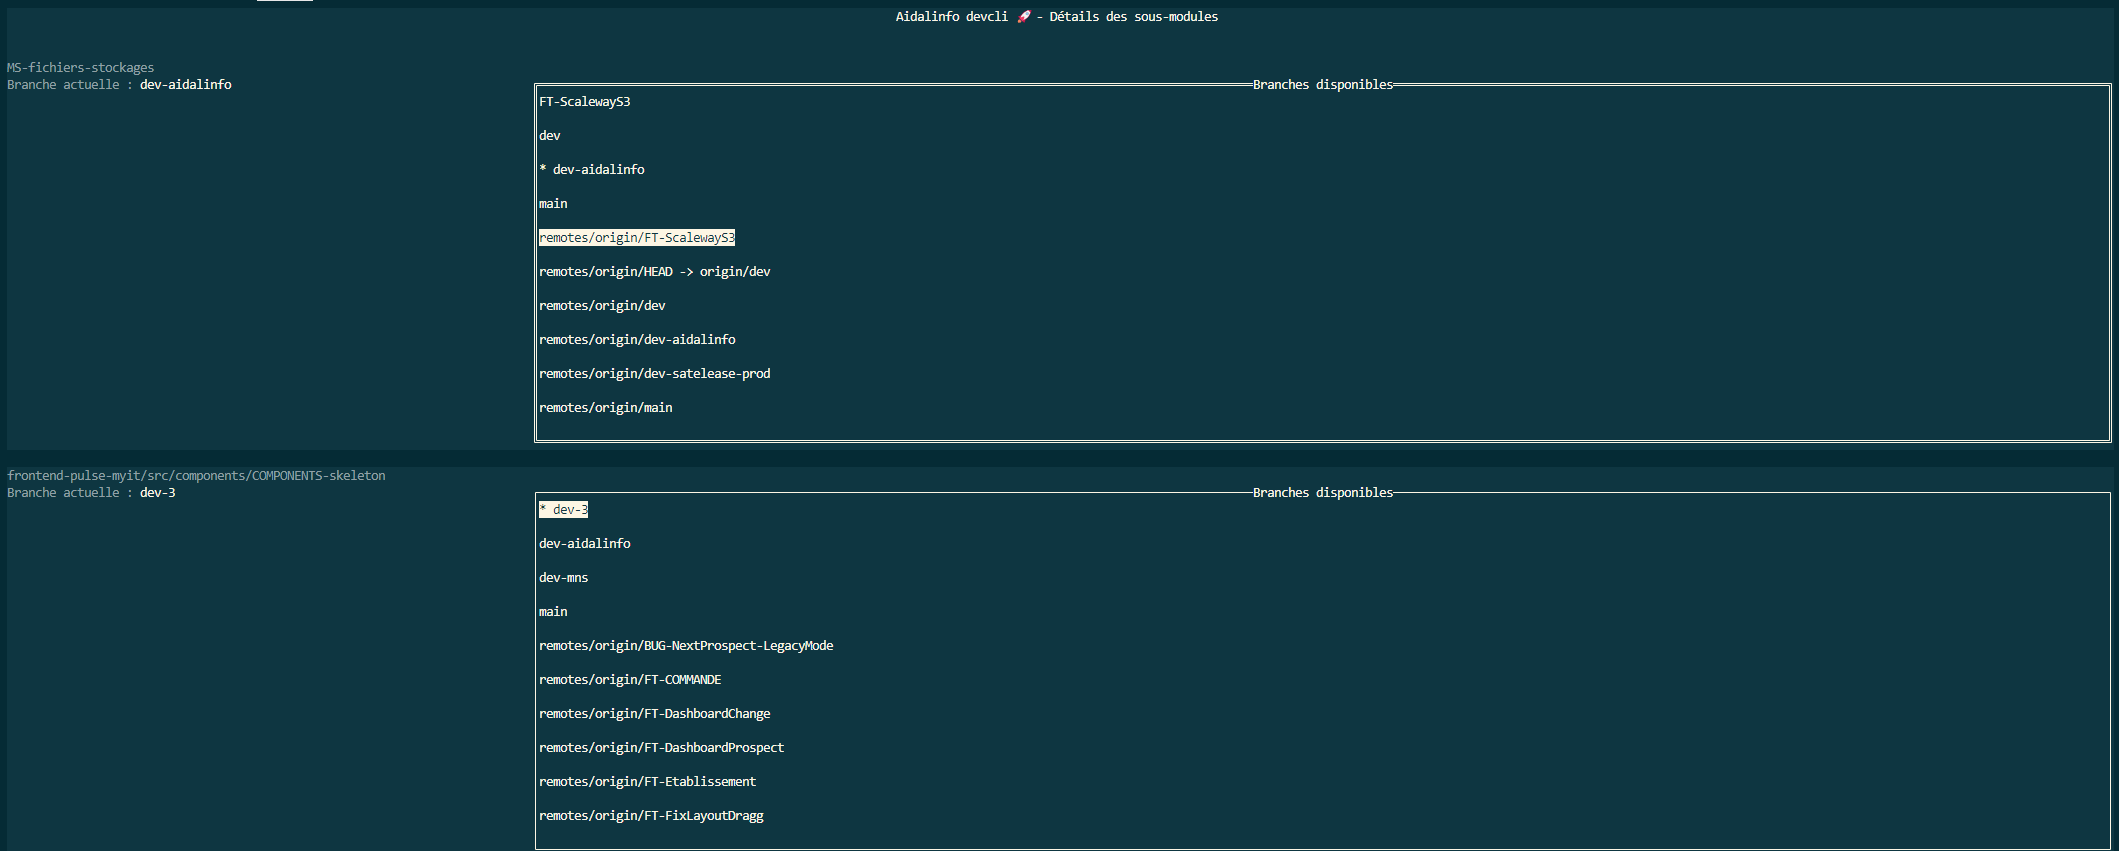 Aidalinfo devcli 🚀 - Détails des sous-modules
MS-fichiers-stockages
Branche actuelle : dev-aidalinfo
Branches disponibles
FT-ScalewayS3
dev
* dev-aidalinfo
main
remotes/origin/FT-ScalewayS3
remotes/origin/HEAD -> origin/dev
remotes/origin/dev
remotes/origin/dev-aidalinfo
remotes/origin/dev-satelease-prod
remotes/origin/main
frontend-pulse-myit/src/components/COMPONENTS-skeleton
Branche actuelle : dev-3
Branches disponibles
* dev-3
dev-aidalinfo
dev-mns
main
remotes/origin/BUG-NextProspect-LegacyMode
remotes/origin/FT-COMMANDE
remotes/origin/FT-DashboardChange
remotes/origin/FT-DashboardProspect
remotes/origin/FT-Etablissement
remotes/origin/FT-FixLayoutDragg